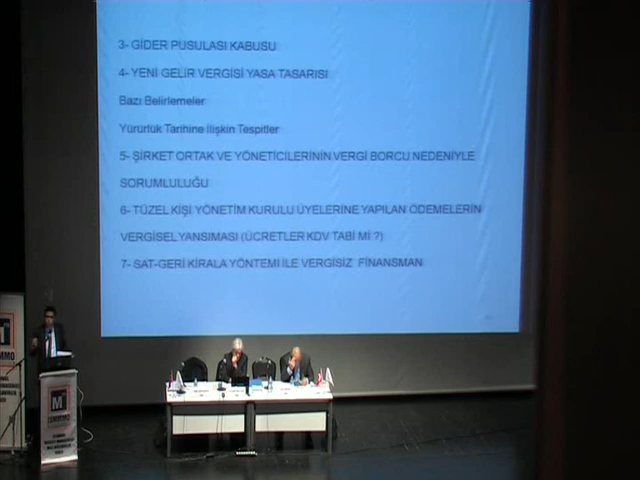 3- GİDER PUSULASI KABUSU
4- YENİ GELİR VERGİSİ YASA TASARISI
Bazı Belirlemeler
Yürürlük Tarihine İlişkin Tespitler
5- ŞİRKET ORTAK VE YÖNETİCİLERİNİN VERGİ BORCU NEDENİYLE
SORUMLULUĞU
6- TÜZEL KİŞİ YÖNETİM KURULU ÜYELERİNE YAPILAN ÖDEMELERİN
VERGİSEL YANSIMASI (ÜCRETLER KDV TABİ Mİ ?)
7- SAT-GERİ KİRALA YÖNTEMİ İLE VERGİSİZ FİNANSMAN